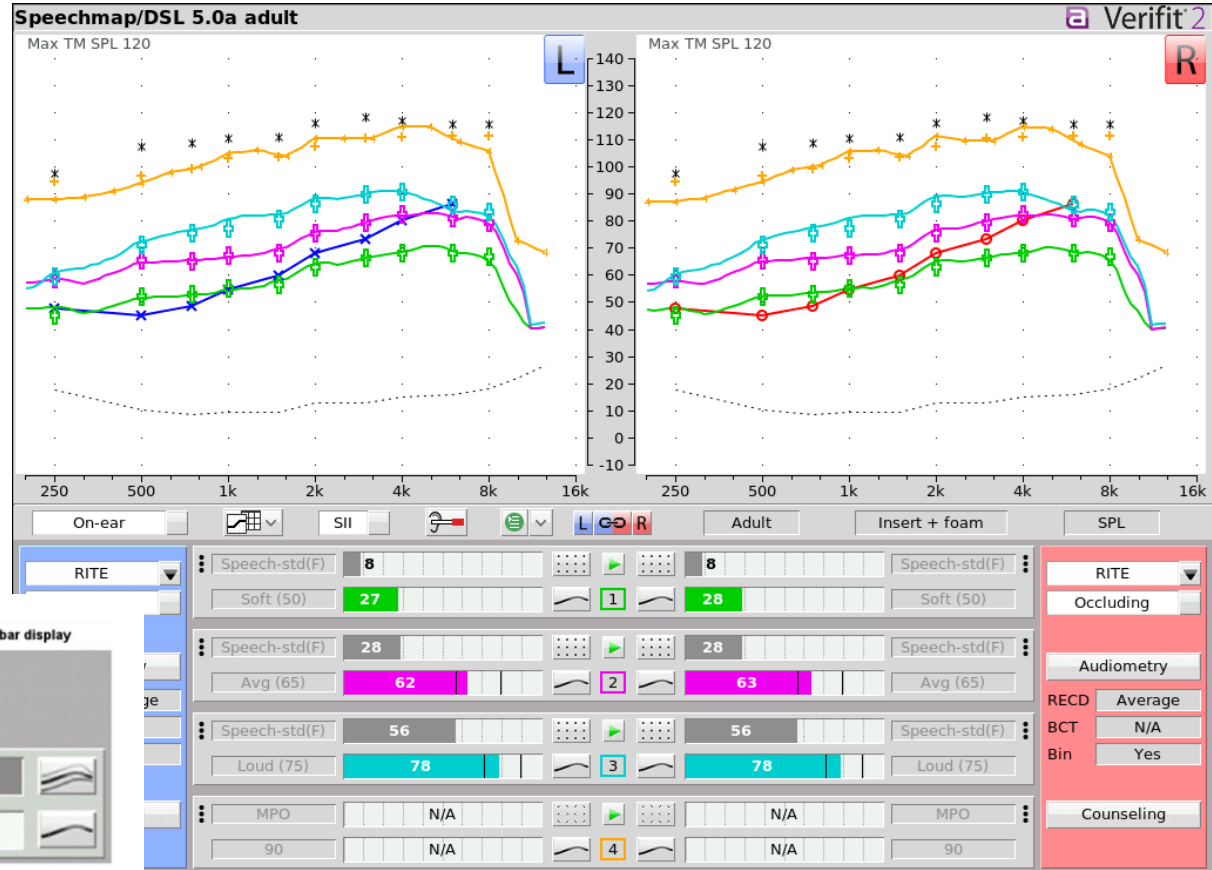 Speechmap/DSL 5.0a adult
a Verifit 2
Max TM SPL 120
L
Max TM SPL 120
R
140
130
120
110
100
90
80
70
60
50
40
30
20
10
0
-10
250 500 1k 2k 4k 8k 16k
250 500 1k 2k 4k 8k 16k
On-ear SII L R Adult Insert + foam SPL
RITE
Speech-std(F) 8 8 Speech-std(F)
Soft (50) 27 1 28 Soft (50)
RITE
Occluding
bar display
Speech-std(F) 28 28 Speech-std(F)
Avg (65) 62 2 63 Avg (65)
Audiometry
RECD Average
BCT N/A
Bin Yes
Speech-std(F) 56 56 Speech-std(F)
Loud (75) 78 3 78 Loud (75)
MPO N/A N/A MPO
90 N/A 4 N/A 90
Counseling